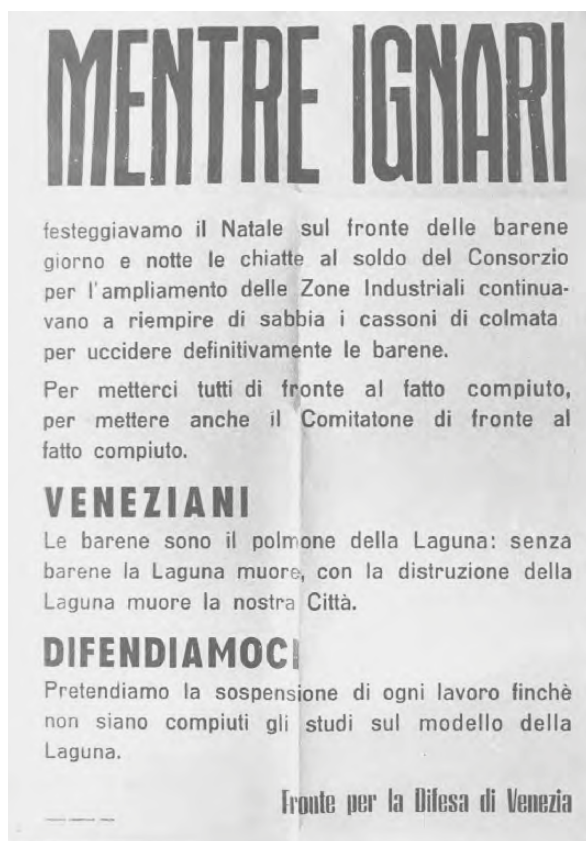 MENTRE IGNARI
festeggiavamo il Natale sul fronte delle barene
giorno e notte le chiatte al soldo del Consorzio
per l'ampliamento delle Zone Industriali continua-
vano a riempire di sabbia i cassoni di colmata
per uccidere definitivamente le barene.
Per metterci tutti di fronte al fatto compiuto,
per mettere anche il Comitatone di fronte al
fatto compiuto.
VENEZIANI
Le barene sono il polmone della Laguna: senza
barene la Laguna muore, con la distruzione della
Laguna muore la nostra Città.
DIFENDIAMOCI
Pretendiamo la sospensione di ogni lavoro finchè
non siano compiuti gli studi sul modello della
Laguna.
Fronte per la Difesa di Venezia